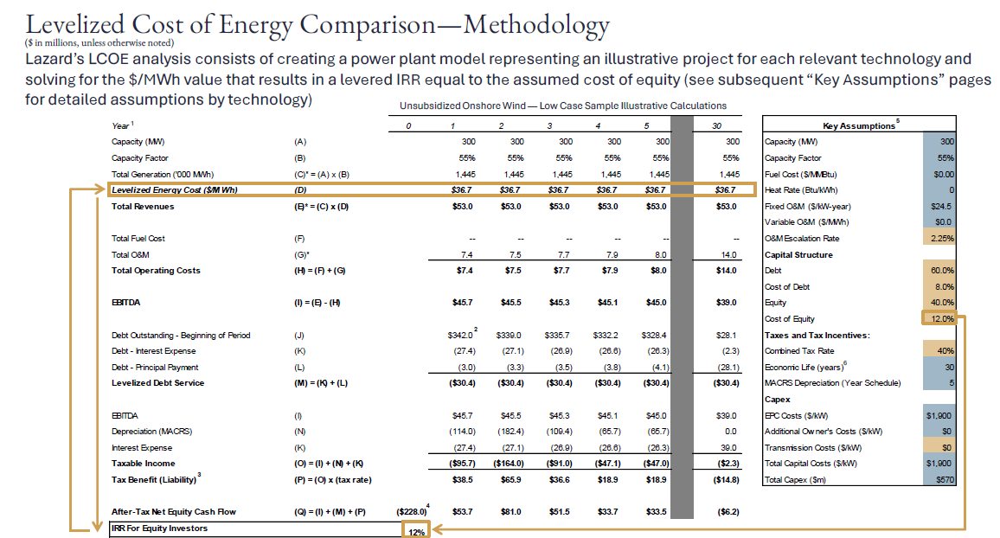 Levelized Cost of Energy Comparison—Methodology
($ in millions, unless otherwise noted)
Lazard's LCOE analysis consists of creating a power plant model representing an illustrative project for each relevant technology and
solving for the $/MWh value that results in a levered IRR equal to the assumed cost of equity (see subsequent "Key Assumptions" pages
for detailed assumptions by technology)
Unsubsidized Onshore Wind — Low Case Sample Illustrative Calculations
Year 1 0 1 2 3 4 5 30
Capacity (MW) (A) 300 300 300 300 300 300
Capacity Factor (B) 55% 55% 55% 55% 55% 55%
Total Generation ('000 MWh) (C)* = (A) x (B) 1,445 1,445 1,445 1,445 1,445 1,445
Levelized Energy Cost ($/MWh) (D) $36.7 $36.7 $36.7 $36.7 $36.7 $36.7
Total Revenues (E)* = (C) x (D) $53.0 $53.0 $53.0 $53.0 $53.0 $53.0
Total Fuel Cost (F) -- -- -- -- -- --
Total O&M (G)* 7.4 7.5 7.7 7.9 8.0 14.0
Total Operating Costs (H) = (F) + (G) $7.4 $7.5 $7.7 $7.9 $8.0 $14.0
EBITDA (I) = (E) - (H) $45.7 $45.5 $45.3 $45.1 $45.0 $39.0
Debt Outstanding - Beginning of Period (J) $342.0 2 $339.0 $335.7 $332.2 $328.4 $28.1
Debt - Interest Expense (K) (27.4) (27.1) (26.9) (26.6) (26.3) (2.3)
Debt - Principal Payment (L) (3.0) (3.3) (3.5) (3.8) (4.1) (28.1)
Levelized Debt Service (M) = (K) + (L) ($30.4) ($30.4) ($30.4) ($30.4) ($30.4) ($30.4)
EBITDA (I) $45.7 $45.5 $45.3 $45.1 $45.0 $39.0
Depreciation (MACRS) (N) (114.0) (182.4) (109.4) (65.7) (65.7) 0.0
Interest Expense (K) (27.4) (27.1) (26.9) (26.6) (26.3) 39.0
Taxable Income (O) = (I) + (N) + (K) ($95.7) ($164.0) ($91.0) ($47.1) ($47.0) ($2.3)
Tax Benefit (Liability) 3 (P) = (O) x (tax rate) $38.5 $65.9 $36.6 $18.9 $18.9 ($14.8)
After-Tax Net Equity Cash Flow (Q) = (I) + (M) + (P) ($228.0) 4 $53.7 $81.0 $51.5 $33.7 $33.5 ($6.2)
IRR For Equity Investors 12%
Key Assumptions 5
Capacity (MW) 300
Capacity Factor 55%
Fuel Cost ($/MMBtu) $0.00
Heat Rate (Btu/kWh) 0
Fixed O&M ($/kW-year) $24.5
Variable O&M ($/MWh) $0.0
O&M Escalation Rate 2.25%
Capital Structure
Debt 60.0%
Cost of Debt 8.0%
Equity 40.0%
Cost of Equity 12.0%
Taxes and Tax Incentives:
Combined Tax Rate 40%
Economic Life (years) 6 30
MACRS Depreciation (Year Schedule) 5
Capex
EPC Costs ($/kW) $1,900
Additional Owner's Costs ($/kW) $0
Transmission Costs ($/kW) $0
Total Capital Costs ($/kW) $1,900
Total Capex ($m) $570